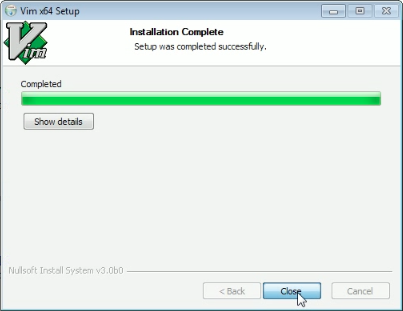 Vim x64 Setup
Vim
Installation Complete
Setup was completed successfully.
Completed
Show details
Nullsoft Install System v3.0b0
< Back
Close
Cancel